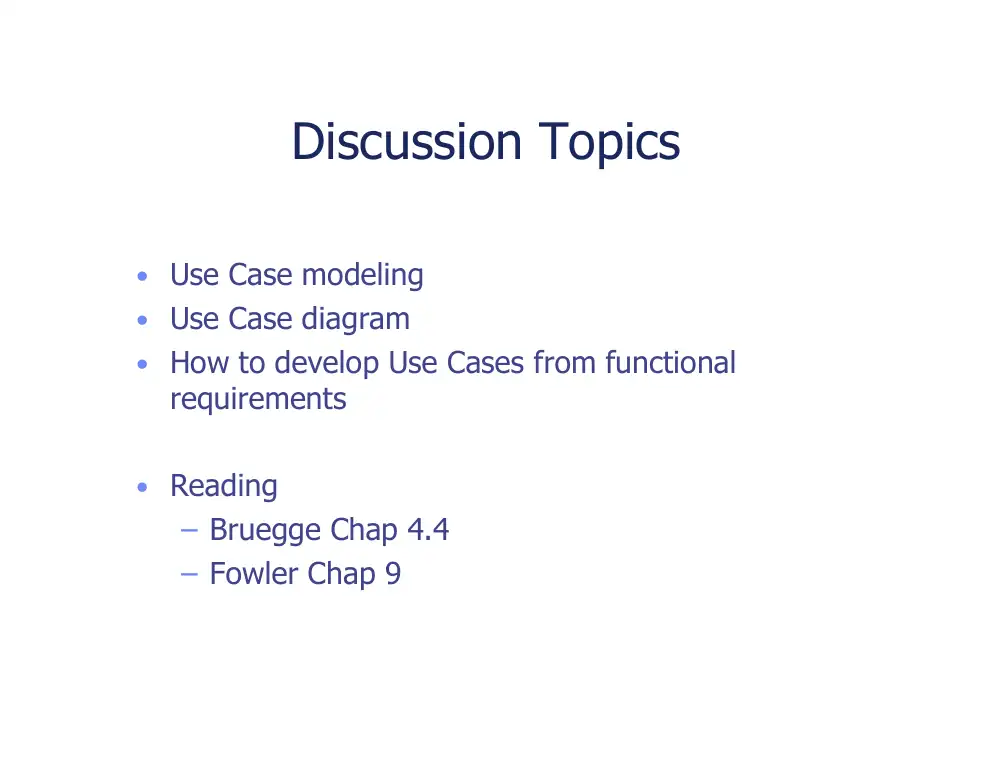 Discussion Topics
• Use Case modeling
• Use Case diagram
• How to develop Use Cases from functional
requirements
• Reading
– Bruegge Chap 4.4
– Fowler Chap 9